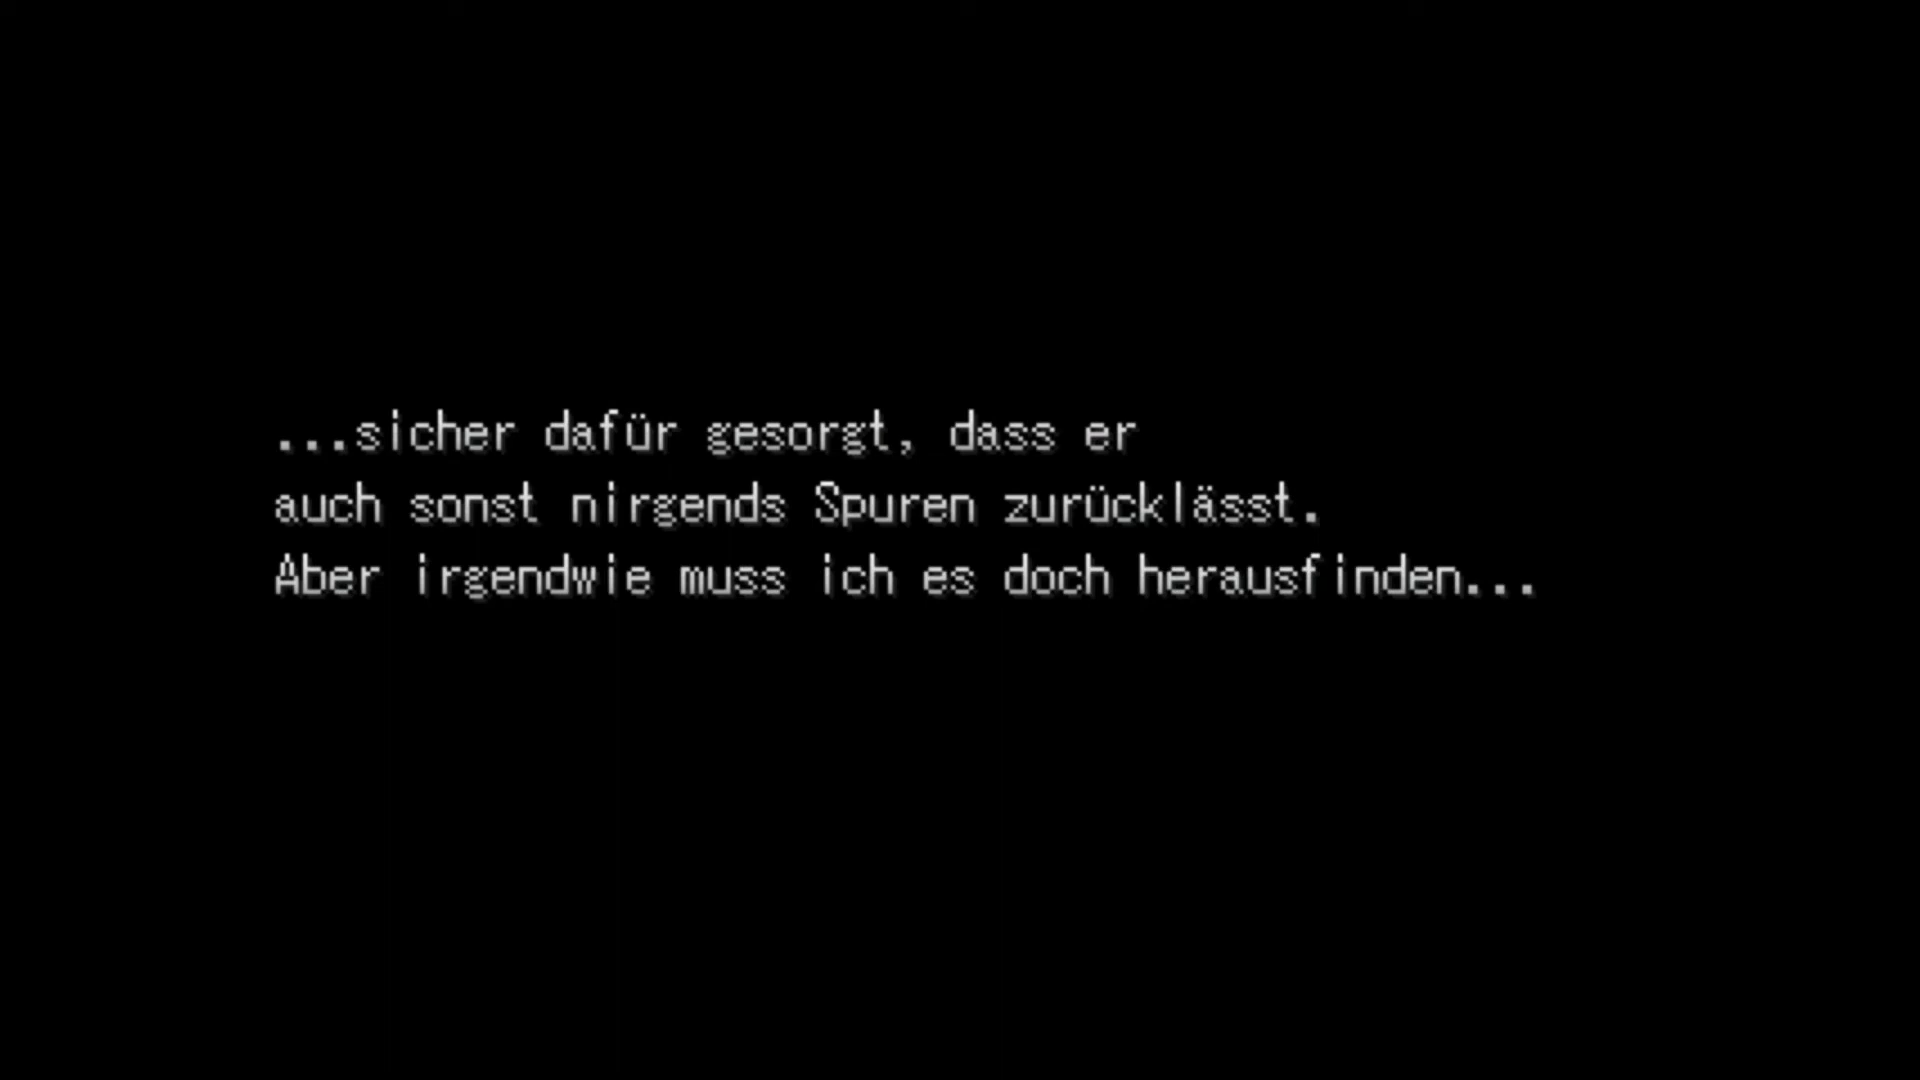 ...sicher dafür gesorgt, dass er
auch sonst nirgends Spuren zurücklässt.
Aber irgendwie muss ich es doch herausfinden...